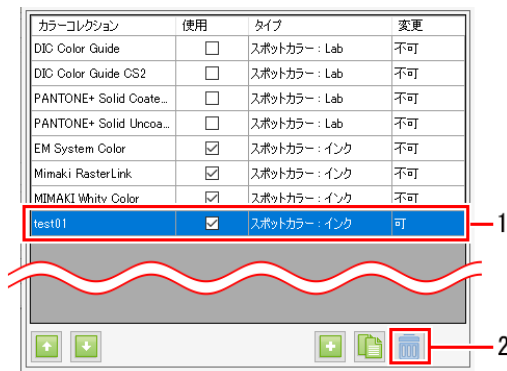 カラーコレクション 使用 タイプ 変更
DIC Color Guide スポットカラー : Lab 不可
DIC Color Guide CS2 スポットカラー : Lab 不可
PANTONE+ Solid Coate... スポットカラー : Lab 不可
PANTONE+ Solid Uncoa... スポットカラー : Lab 不可
EM System Color スポットカラー : インク 不可
Mimaki RasterLink スポットカラー : インク 不可
MIMAKI Whity Color スポットカラー : インク 不可
test01 スポットカラー : インク 可 1
2